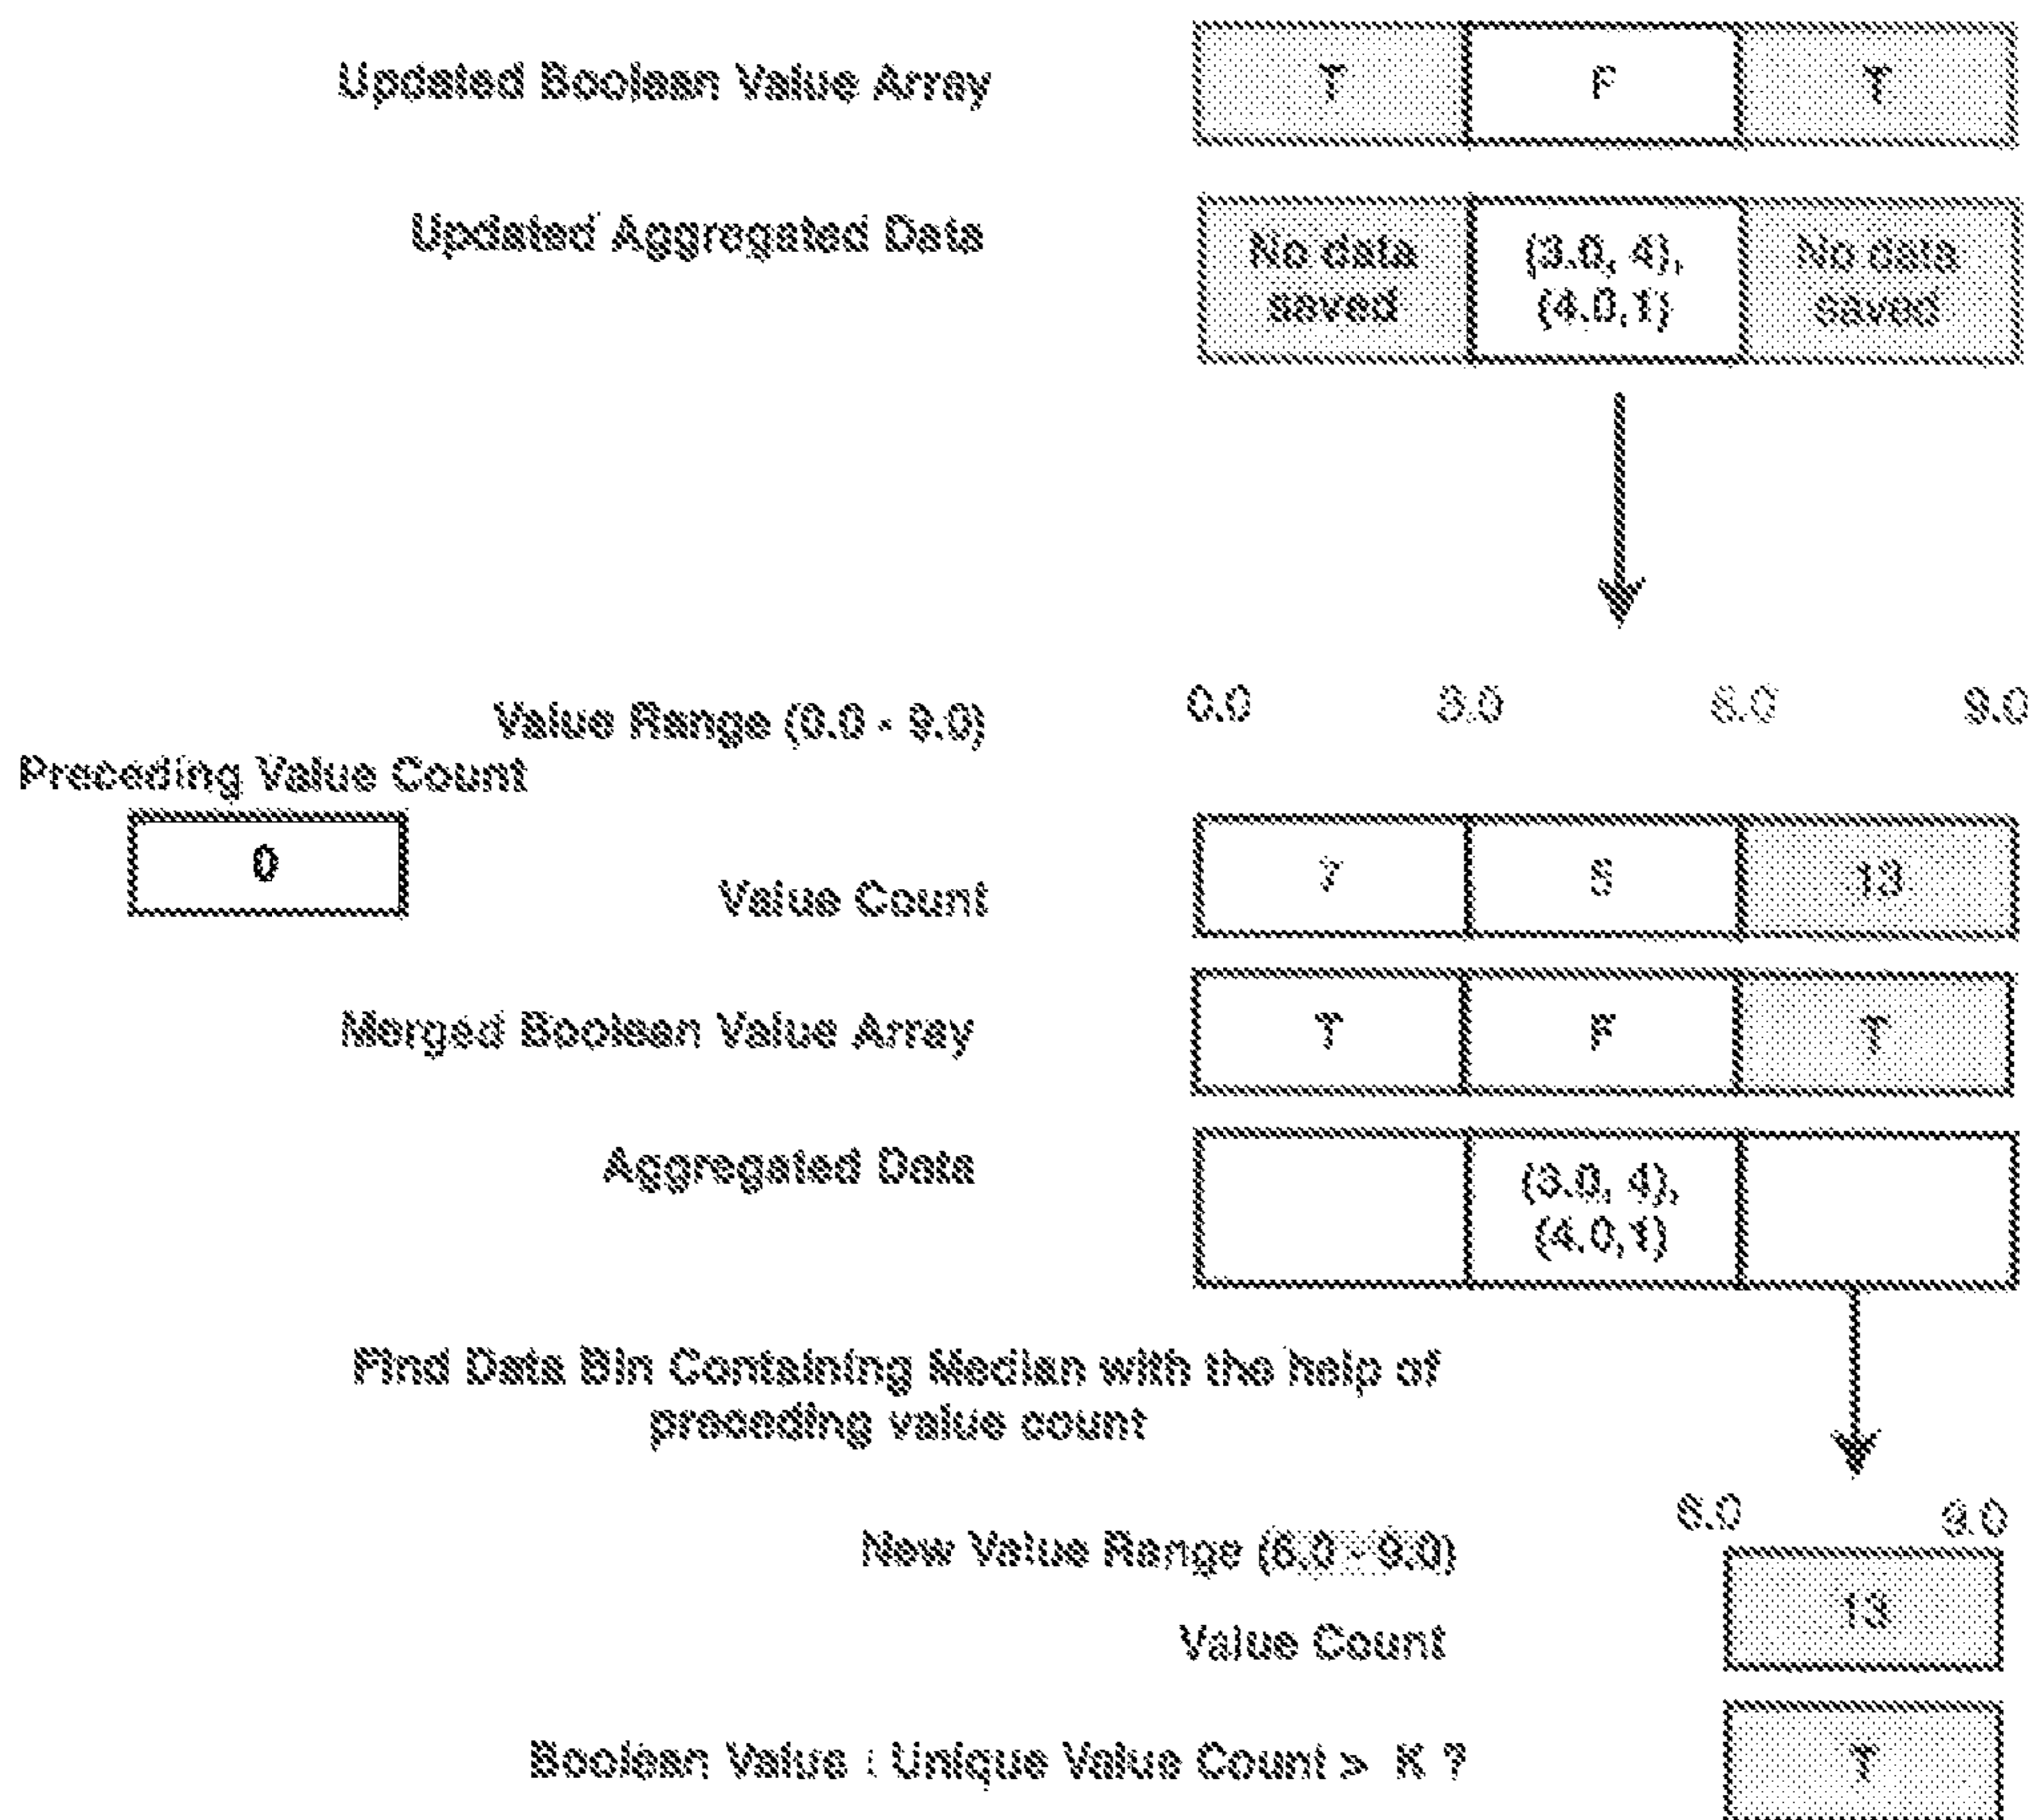 Updated Boolean Value Array
T F T
Updated Aggregated Data
No data (3.0, 4), No data
saved (4.0,1) saved
Value Range (0.0 - 9.0)
0.0 3.0 6.0 9.0
Preceding Value Count
0
Value Count
7 5 13
Merged Boolean Value Array
T F T
Aggregated Data
(3.0, 4),
(4.0,1)
Find Data Bin Containing Median with the help of
preceding value count
6.0 9.0
New Value Range (6.0 - 9.0)
13
Value Count
Boolean Value : Unique Value Count > K ?
T